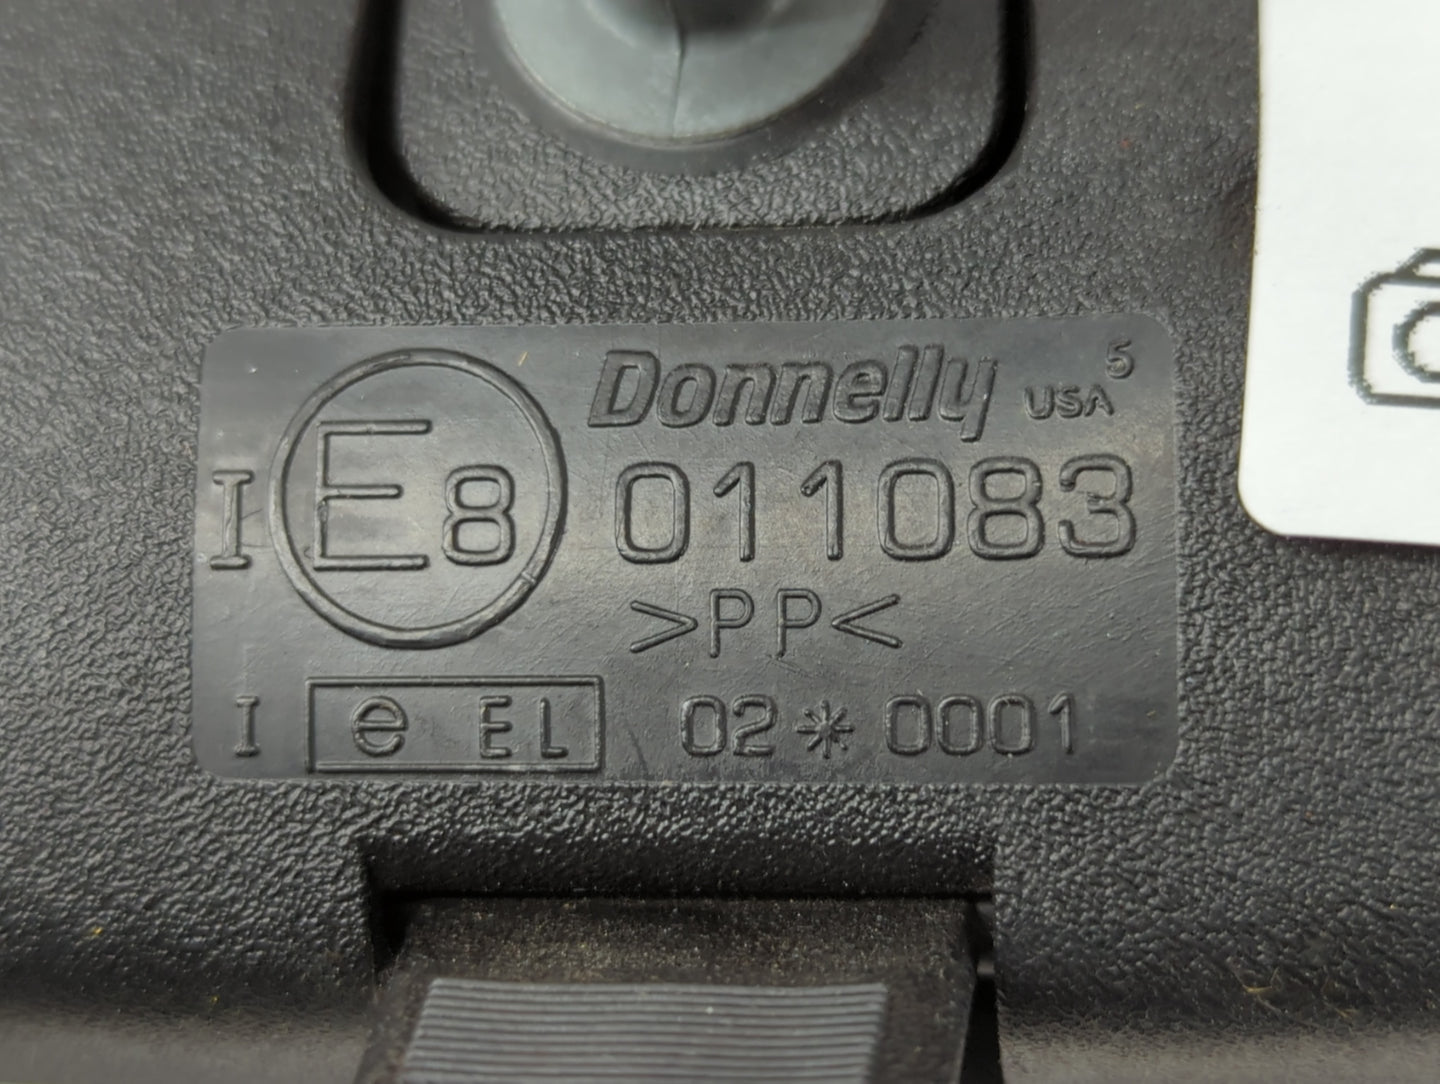 Donnelly USA 5
I E8 011083
>PP<
I e EL 02*0001